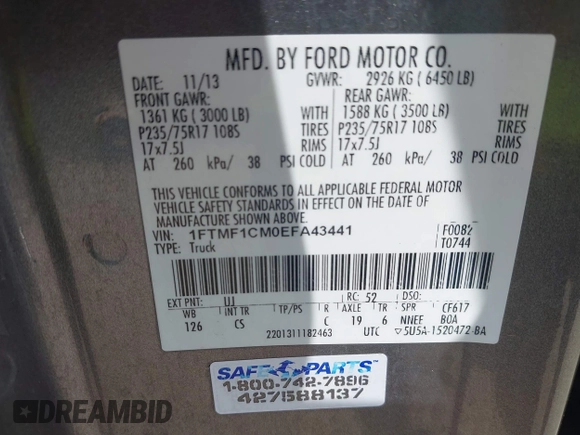 MFD. BY FORD MOTOR CO.
DATE: 11/13 GVWR: 2926 KG ( 6450 LB)
FRONT GAWR: REAR GAWR:
1361 KG ( 3000 LB) WITH 1588 KG ( 3500 LB) WITH
P235/75R17 108S TIRES P235/75R17 108S TIRES
17x7.5J RIMS 17x7.5J RIMS
AT 260 kPa/ 38 PSI COLD AT 260 kPa/ 38 PSI COLD
THIS VEHICLE CONFORMS TO ALL APPLICABLE FEDERAL MOTOR
VEHICLE SAFETY STANDARDS IN EFFECT ON THE DATE OF
MANUFACTURE SHOWN ABOVE.
VIN: 1FTMF1CM0EFA43441 F0082
TYPE: Truck T0744
EXT PNT: UJ RC: 52 DSO:
WB INT TR TP/PS R AXLE TR SPR CF617
126 CS C 19 6 NNEF BOA
2201311182463 UTC ▽5U5A-1520472-BA
SAFE PARTS™
1-800-742-7896
427588137
DREAMBID